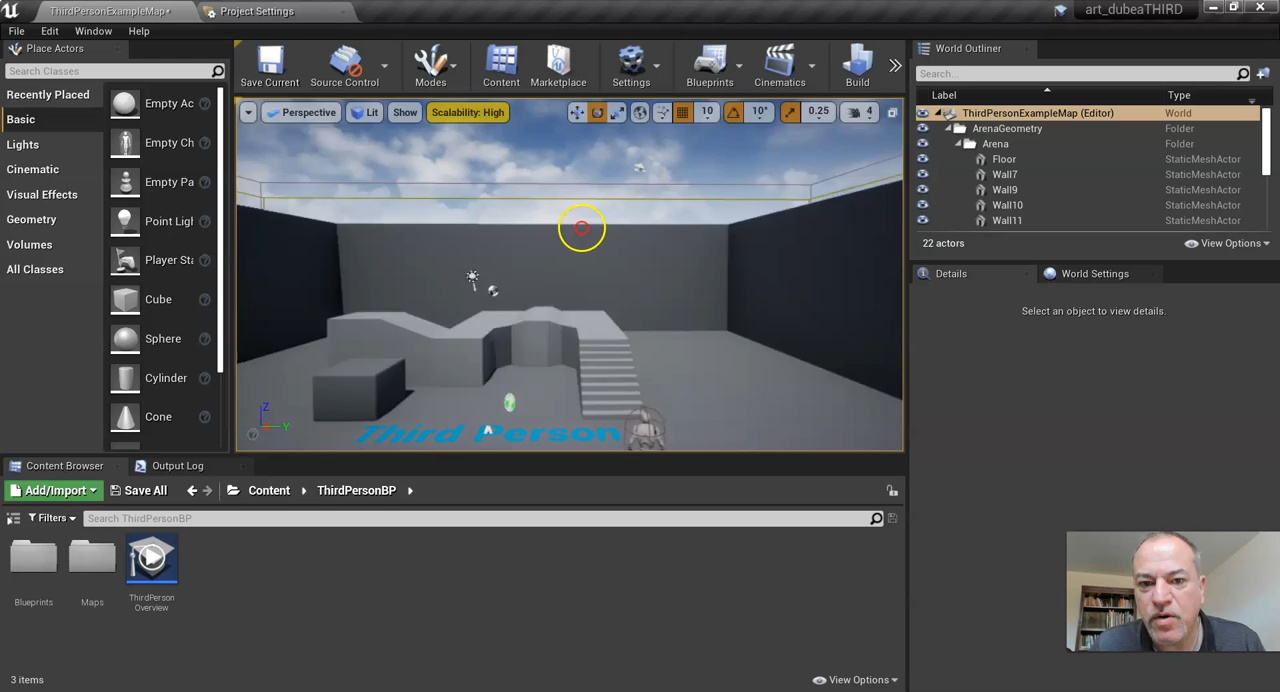 ThirdPersonExampleMap*
Project Settings
art_dubeaTHIRD
File
Edit
Window
Help
Place Actors
Search Classes
Recently Placed
Basic
Lights
Cinematic
Visual Effects
Geometry
Volumes
All Classes
Empty Ac
Empty Ch
Empty Pa
Point Ligh
Player Sta
Cube
Sphere
Cylinder
Cone
Save Current
Source Control
Modes
Content
Marketplace
Settings
Blueprints
Cinematics
Build
Perspective
Lit
Show
Scalability: High
10
10°
0.25
4
Third Person
Z
Y
World Outliner
Search...
Label
Type
ThirdPersonExampleMap (Editor)
World
ArenaGeometry
Folder
Arena
Folder
Floor
StaticMeshActor
Wall7
StaticMeshActor
Wall9
StaticMeshActor
Wall10
StaticMeshActor
Wall11
StaticMeshActor
22 actors
View Options
Details
World Settings
Select an object to view details.
Content Browser
Output Log
Add/Import
Save All
Content
ThirdPersonBP
Filters
Search ThirdPersonBP
Blueprints
Maps
ThirdPerson
Overview
3 items
View Options